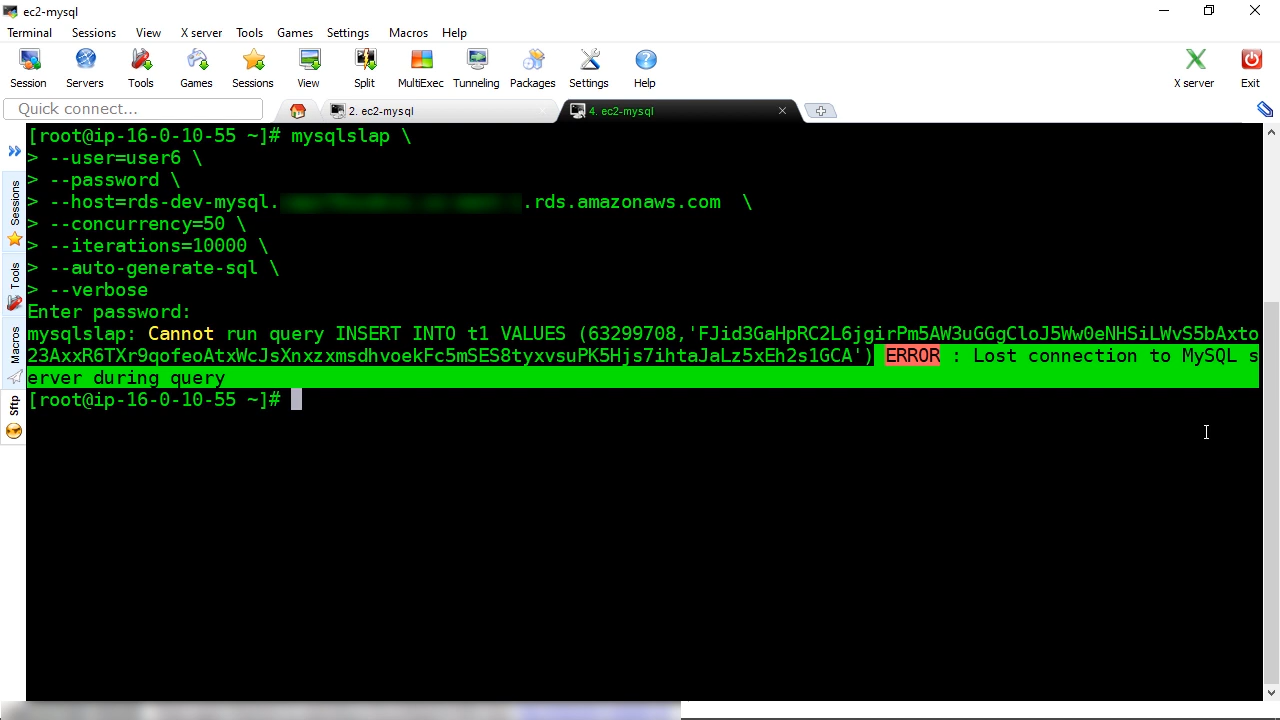 ec2-mysql
Terminal Sessions View X server Tools Games Settings Macros Help
Session Servers Tools Games Sessions View Split MultiExec Tunneling Packages Settings Help X server Exit
Quick connect... 2. ec2-mysql 4. ec2-mysql
[root@ip-16-0-10-55 ~]# mysqlslap \
> --user=user6 \
> --password \
> --host=rds-dev-mysql. .rds.amazonaws.com \
> --concurrency=50 \
> --iterations=10000 \
> --auto-generate-sql \
> --verbose
Enter password:
mysqlslap: Cannot run query INSERT INTO t1 VALUES (63299708,'FJid3GaHpRC2L6jgirPm5AW3uGGgCloJ5Ww0eNHSiLWvS5bAxto
23AxxR6TXr9qofeoAtxWcJsXnxzxmsdhvoekFc5mSES8tyxvsuPK5Hjs7ihtaJaLz5xEh2s1GCA') ERROR : Lost connection to MySQL s
erver during query
[root@ip-16-0-10-55 ~]#
Sessions
Tools
Macros
Sftp